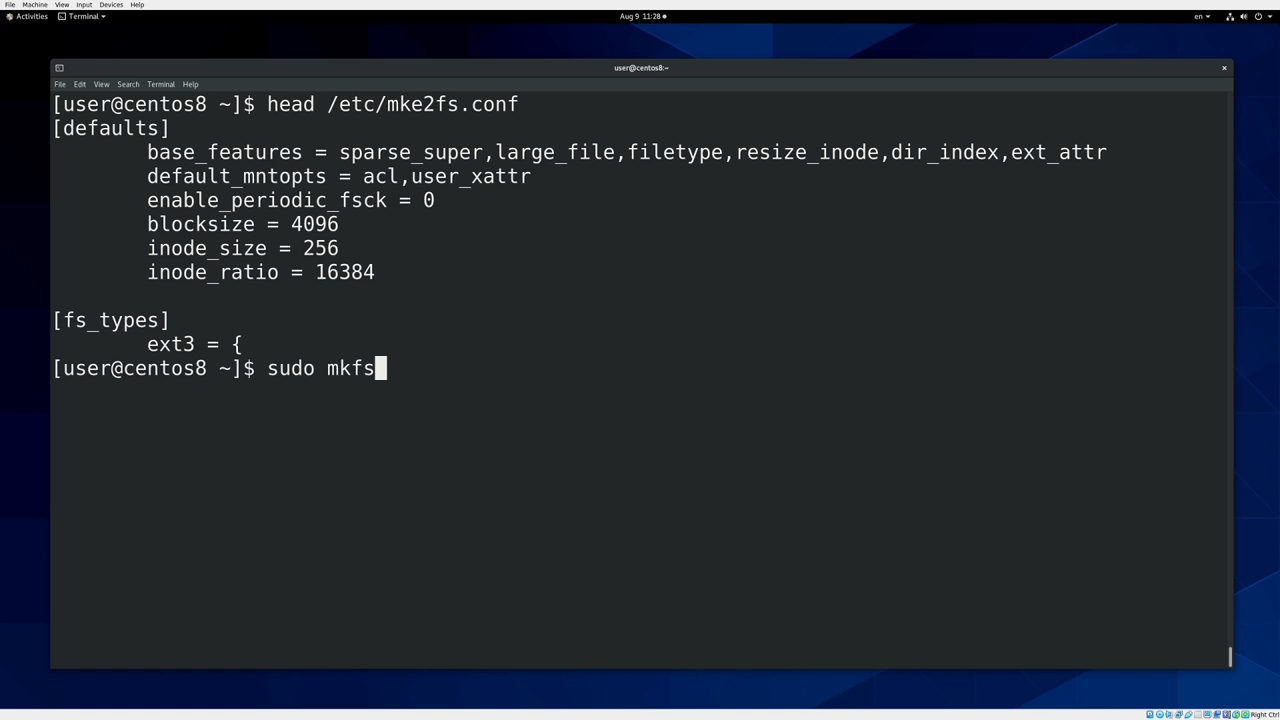 File Machine View Input Devices Help
Activities Terminal Aug 9 11:28 en
user@centos8:~
File Edit View Search Terminal Help
[user@centos8 ~]$ head /etc/mke2fs.conf
[defaults]
base_features = sparse_super,large_file,filetype,resize_inode,dir_index,ext_attr
default_mntopts = acl,user_xattr
enable_periodic_fsck = 0
blocksize = 4096
inode_size = 256
inode_ratio = 16384
[fs_types]
ext3 = {
[user@centos8 ~]$ sudo mkfs
Right Ctrl